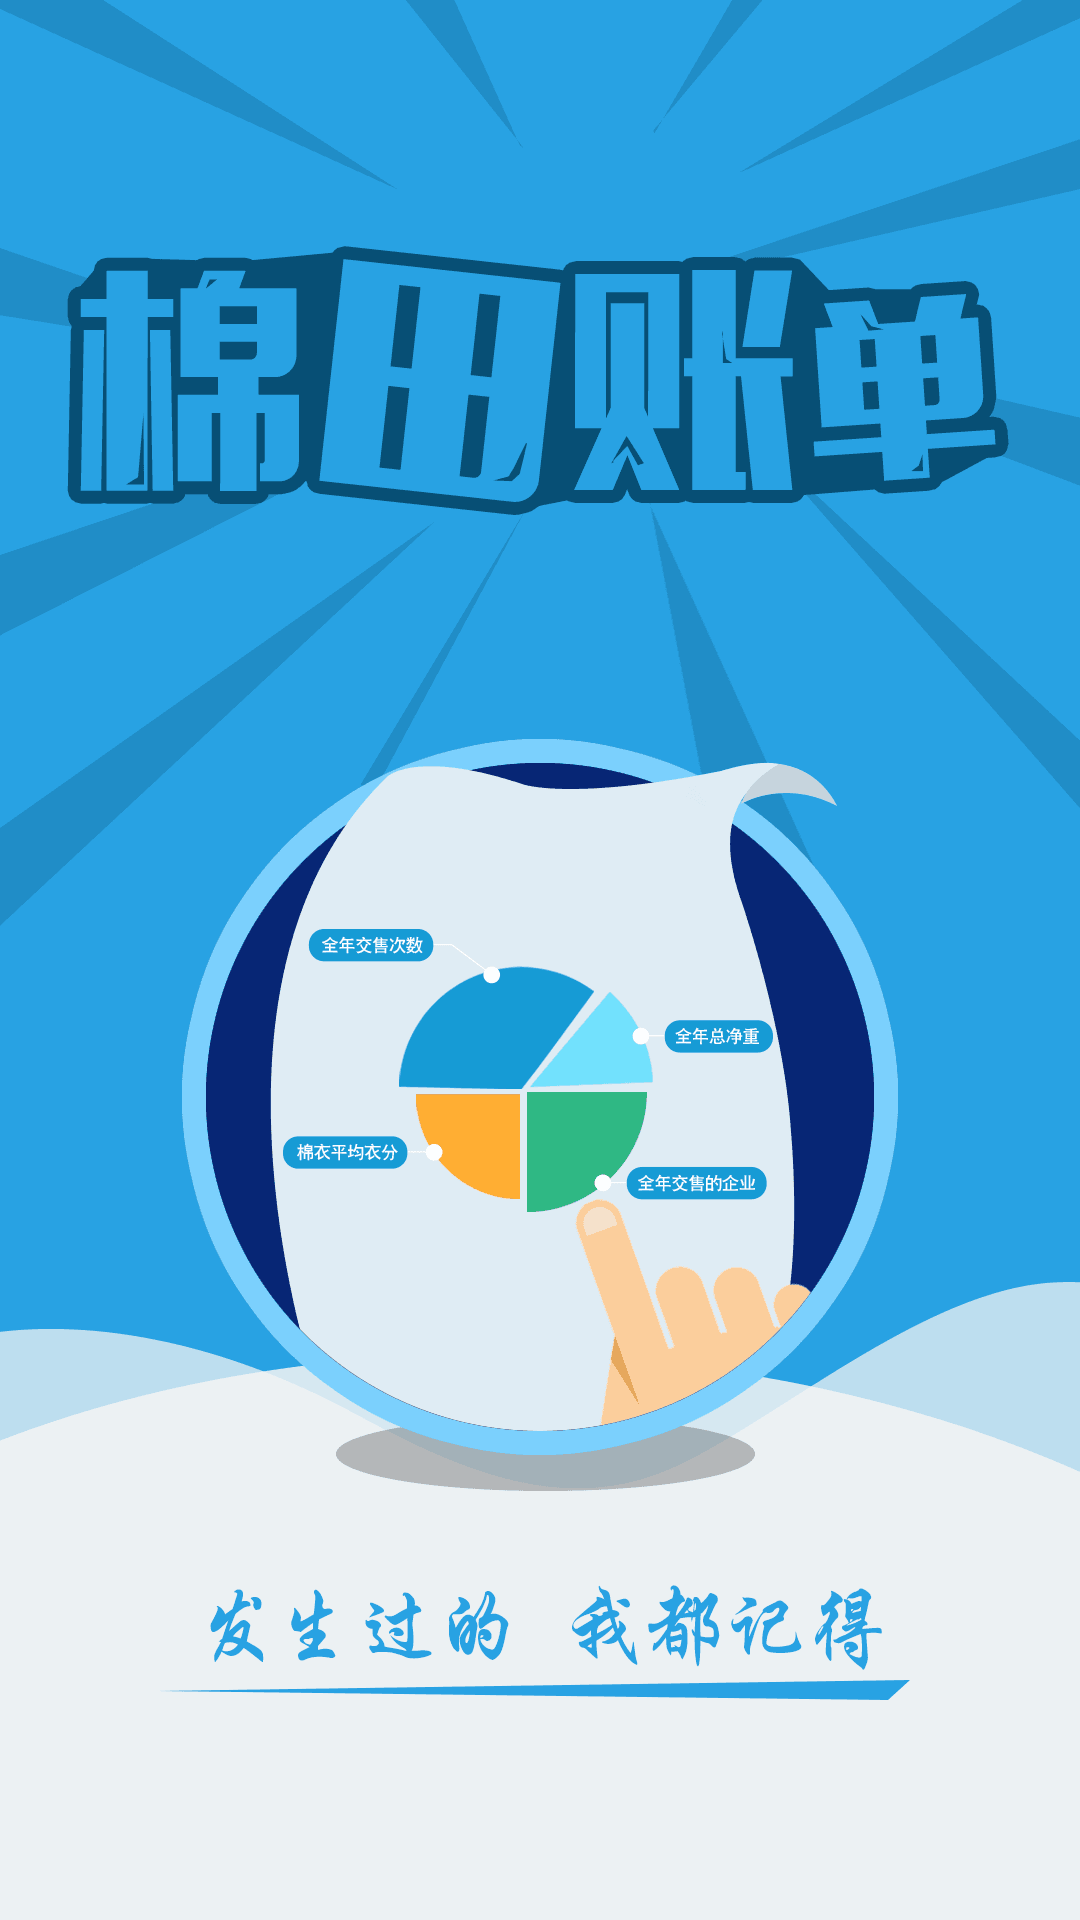 棉田账单
全年交售次数
全年总净重
棉衣平均衣分
全年交售的企业
发生过的 我都记得